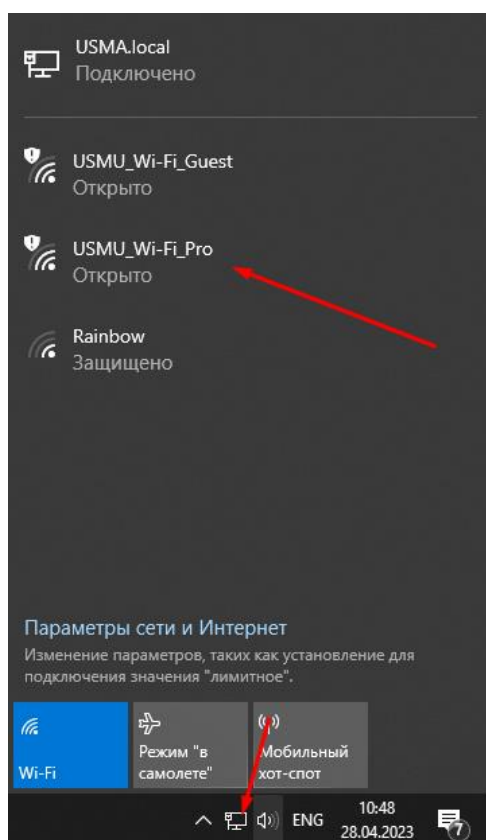 USMA.local
Подключено
USMU_Wi-Fi_Guest
Открыто
USMU_Wi-Fi_Pro
Открыто
Rainbow
Защищено
Параметры сети и Интернет
Изменение параметров, таких как установление для
подключения значения "лимитное".
Режим "в
Мобильный
Wi-Fi
самолете"
хот-спот
ENG
10:48
28.04.2023
7